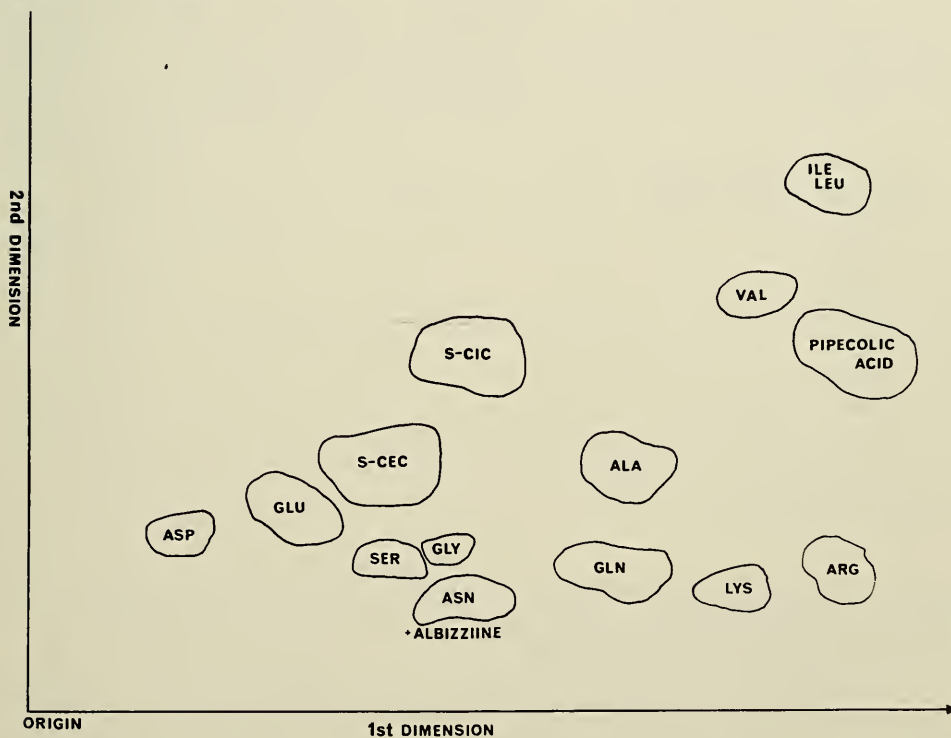 ILE
LEU
VAL
2nd DIMENSION
S-CIC
PIPECOLIC
ACID
S-CEC
ALA
GLU
ASP
SER
GLY
GLN
LYS
ARG
ASN
+ALBIZZIINE
ORIGIN
1st DIMENSION